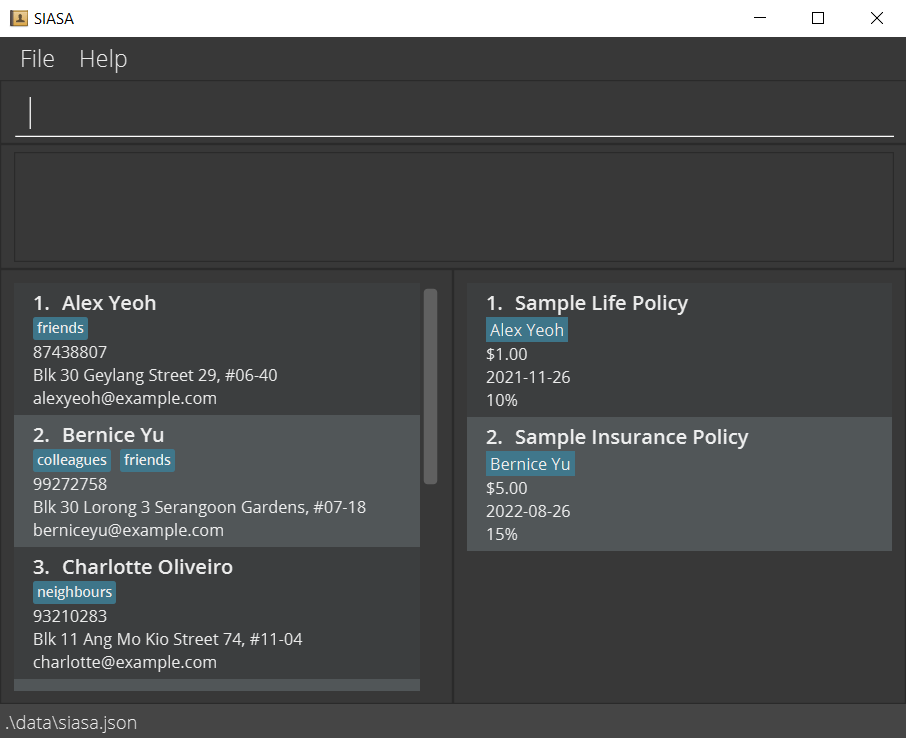 SIASA
File Help
1. Alex Yeoh
friends
87438807
Blk 30 Geylang Street 29, #06-40
alexyeoh@example.com
2. Bernice Yu
colleagues friends
99272758
Blk 30 Lorong 3 Serangoon Gardens, #07-18
berniceyu@example.com
3. Charlotte Oliveiro
neighbours
93210283
Blk 11 Ang Mo Kio Street 74, #11-04
charlotte@example.com
1. Sample Life Policy
Alex Yeoh
$1.00
2021-11-26
10%
2. Sample Insurance Policy
Bernice Yu
$5.00
2022-08-26
15%
.\data\siasa.json